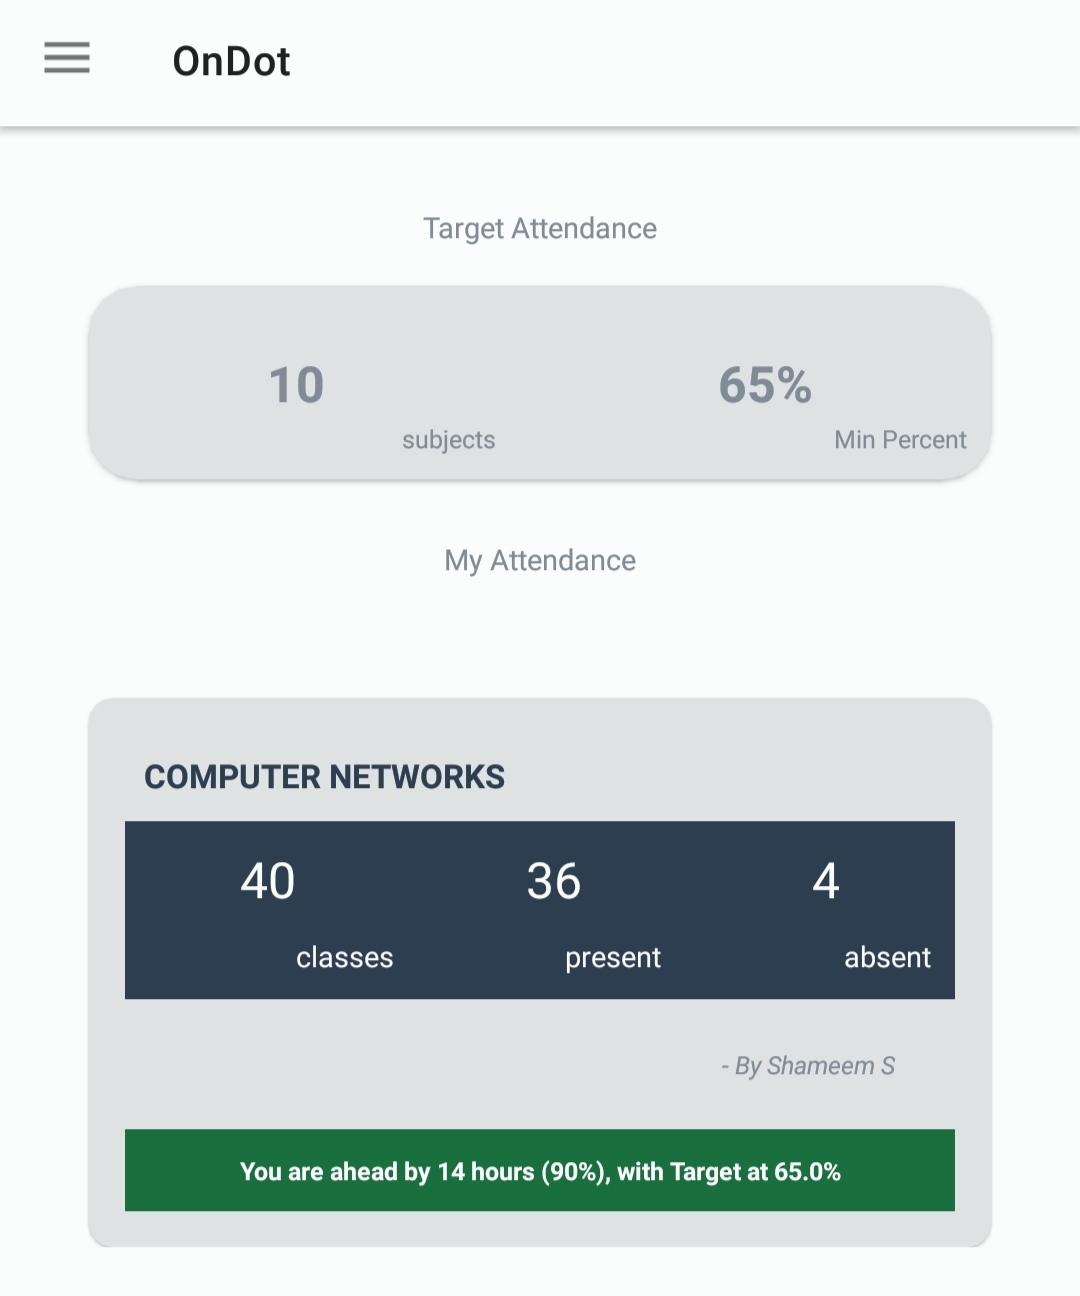 OnDot
Target Attendance
10
subjects
65%
Min Percent
My Attendance
COMPUTER NETWORKS
40
classes
36
present
4
absent
- By Shameem S
You are ahead by 14 hours (90%), with Target at 65.0%